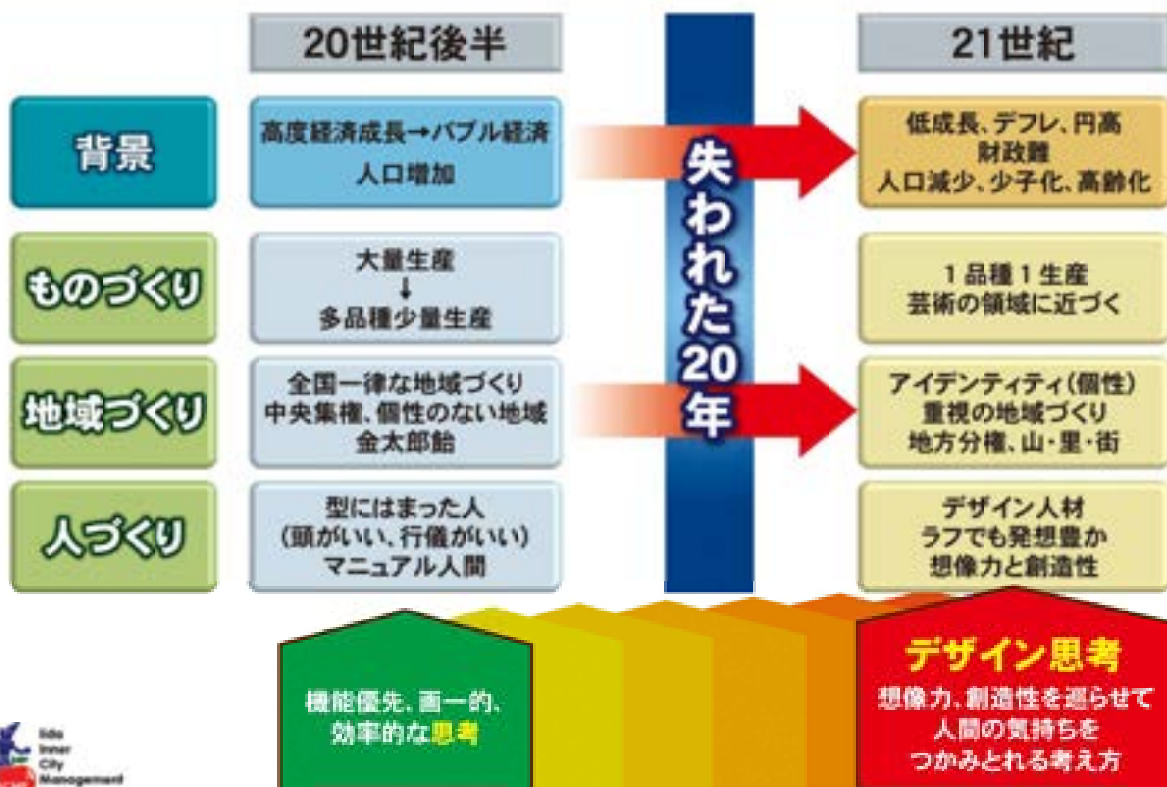 20世紀後半
21世紀
背景
高度経済成長→バブル経済
人口増加
低成長、デフレ、円高
財政難
人口減少、少子化、高齢化
失われた20年
ものづくり
大量生産
↓
多品種少量生産
1品種1生産
芸術の領域に近づく
地域づくり
全国一律な地域づくり
中央集権、個性のない地域
金太郎飴
アイデンティティ(個性)
重視の地域づくり
地方分権、山・里・街
人づくり
型にはまった人
(頭がいい、行儀がいい)
マニュアル人間
デザイン人材
ラフでも発想豊か
想像力と創造性
機能優先、画一的、
効率的な思考
デザイン思考
想像力、創造性を巡らせて
人間の気持ちを
つかみとれる考え方
Iida
Inner
City
Management